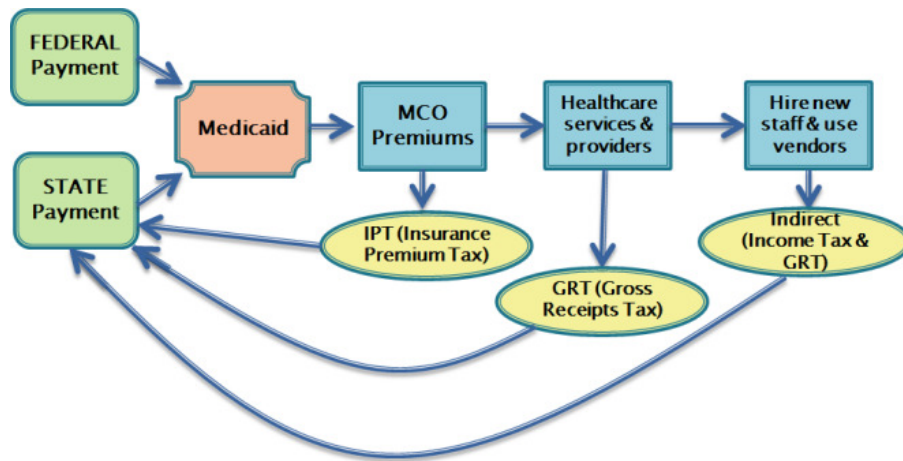 FEDERAL
Payment
Medicaid
MCO
Premiums
Healthcare
services &
providers
Hire new
staff & use
vendors
STATE
Payment
IPT (Insurance
Premium Tax)
GRT (Gross
Receipts Tax)
Indirect
(Income Tax &
GRT)